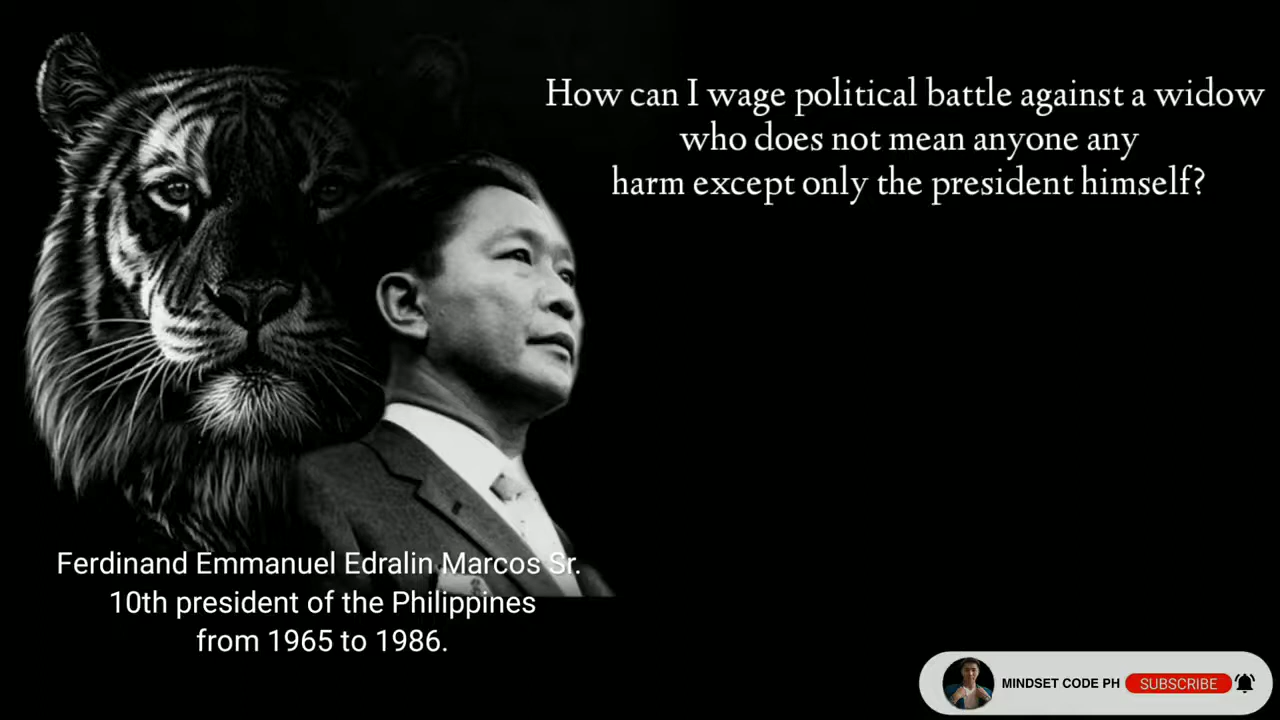 How can I wage political battle against a widow
who does not mean anyone any
harm except only the president himself?
Ferdinand Emmanuel Edralin Marcos Sr.
10th president of the Philippines
from 1965 to 1986.
MINDSET CODE PH SUBSCRIBE